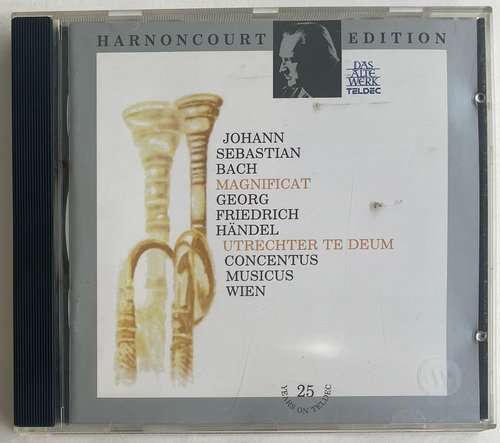 HARNONCOURT EDITION
DAS
ALTE
WERK
TELDEC
JOHANN
SEBASTIAN
BACH
MAGNIFICAT
GEORG
FRIEDRICH
HÄNDEL
UTRECHTER TE DEUM
CONCENTUS
MUSICUS
WIEN
25
YEARS ON TELDEC